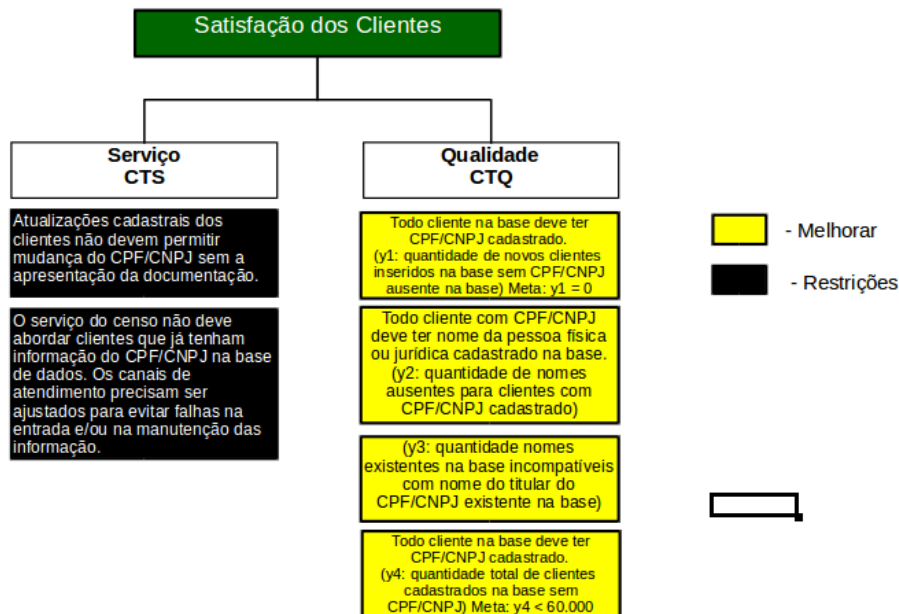 Satisfação dos Clientes
Serviço
CTS
Atualizações cadastrais dos
clientes não devem permitir
mudança do CPF/CNPJ sem a
apresentação da documentação.
O serviço do censo não deve
abordar clientes que já tenham
informação do CPF/CNPJ na base
de dados. Os canais de
atendimento precisam ser
ajustados para evitar falhas na
entrada e/ou na manutenção das
informação.
Qualidade
CTQ
Todo cliente na base deve ter
CPF/CNPJ cadastrado.
(y1: quantidade de novos clientes
inseridos na base sem CPF/CNPJ
ausente na base) Meta: y1 = 0
Todo cliente com CPF/CNPJ
deve ter nome da pessoa física
ou jurídica cadastrado na base.
(y2: quantidade de nomes
ausentes para clientes com
CPF/CNPJ cadastrado)
(y3: quantidade nomes
existentes na base incompatíveis
com nome do titular do
CPF/CNPJ existente na base)
Todo cliente na base deve ter
CPF/CNPJ cadastrado.
(y4: quantidade total de clientes
cadastrados na base sem
CPF/CNPJ) Meta: y4 < 60.000
- Melhorar
- Restrições